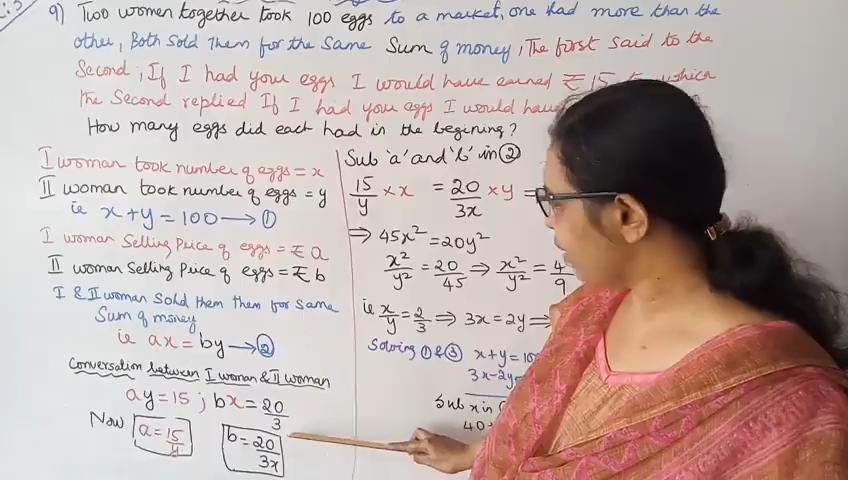 9) Two women together took 100 eggs to a market, one had more than the
other, Both sold them for the same Sum of money, The first said to the
Second, If I had your eggs I would have earned ₹ 15, to which
the Second replied If I had your eggs I would have
How many eggs did each had in the begining?
I woman took number of eggs = x
II woman took number of eggs = y
ie x + y = 100 → ①
I woman Selling Price of eggs = ₹ a
II woman Selling Price of eggs = ₹ b
I & II woman Sold them them for same
Sum of money
ie ax = by → ②
Conversation between I woman & II woman
ay = 15 ; bx = 20/3
Now a = 15/y b = 20/3x
Sub 'a' and 'b' in ②
15/y × x = 20/3x × y ⇒
⇒ 45x² = 20y²
x²/y² = 20/45 ⇒ x²/y² = 4/9
ie x/y = 2/3 ⇒ 3x = 2y ⇒
Solving ① & ③ x + y = 10
3x - 2y =
Sub x in
40